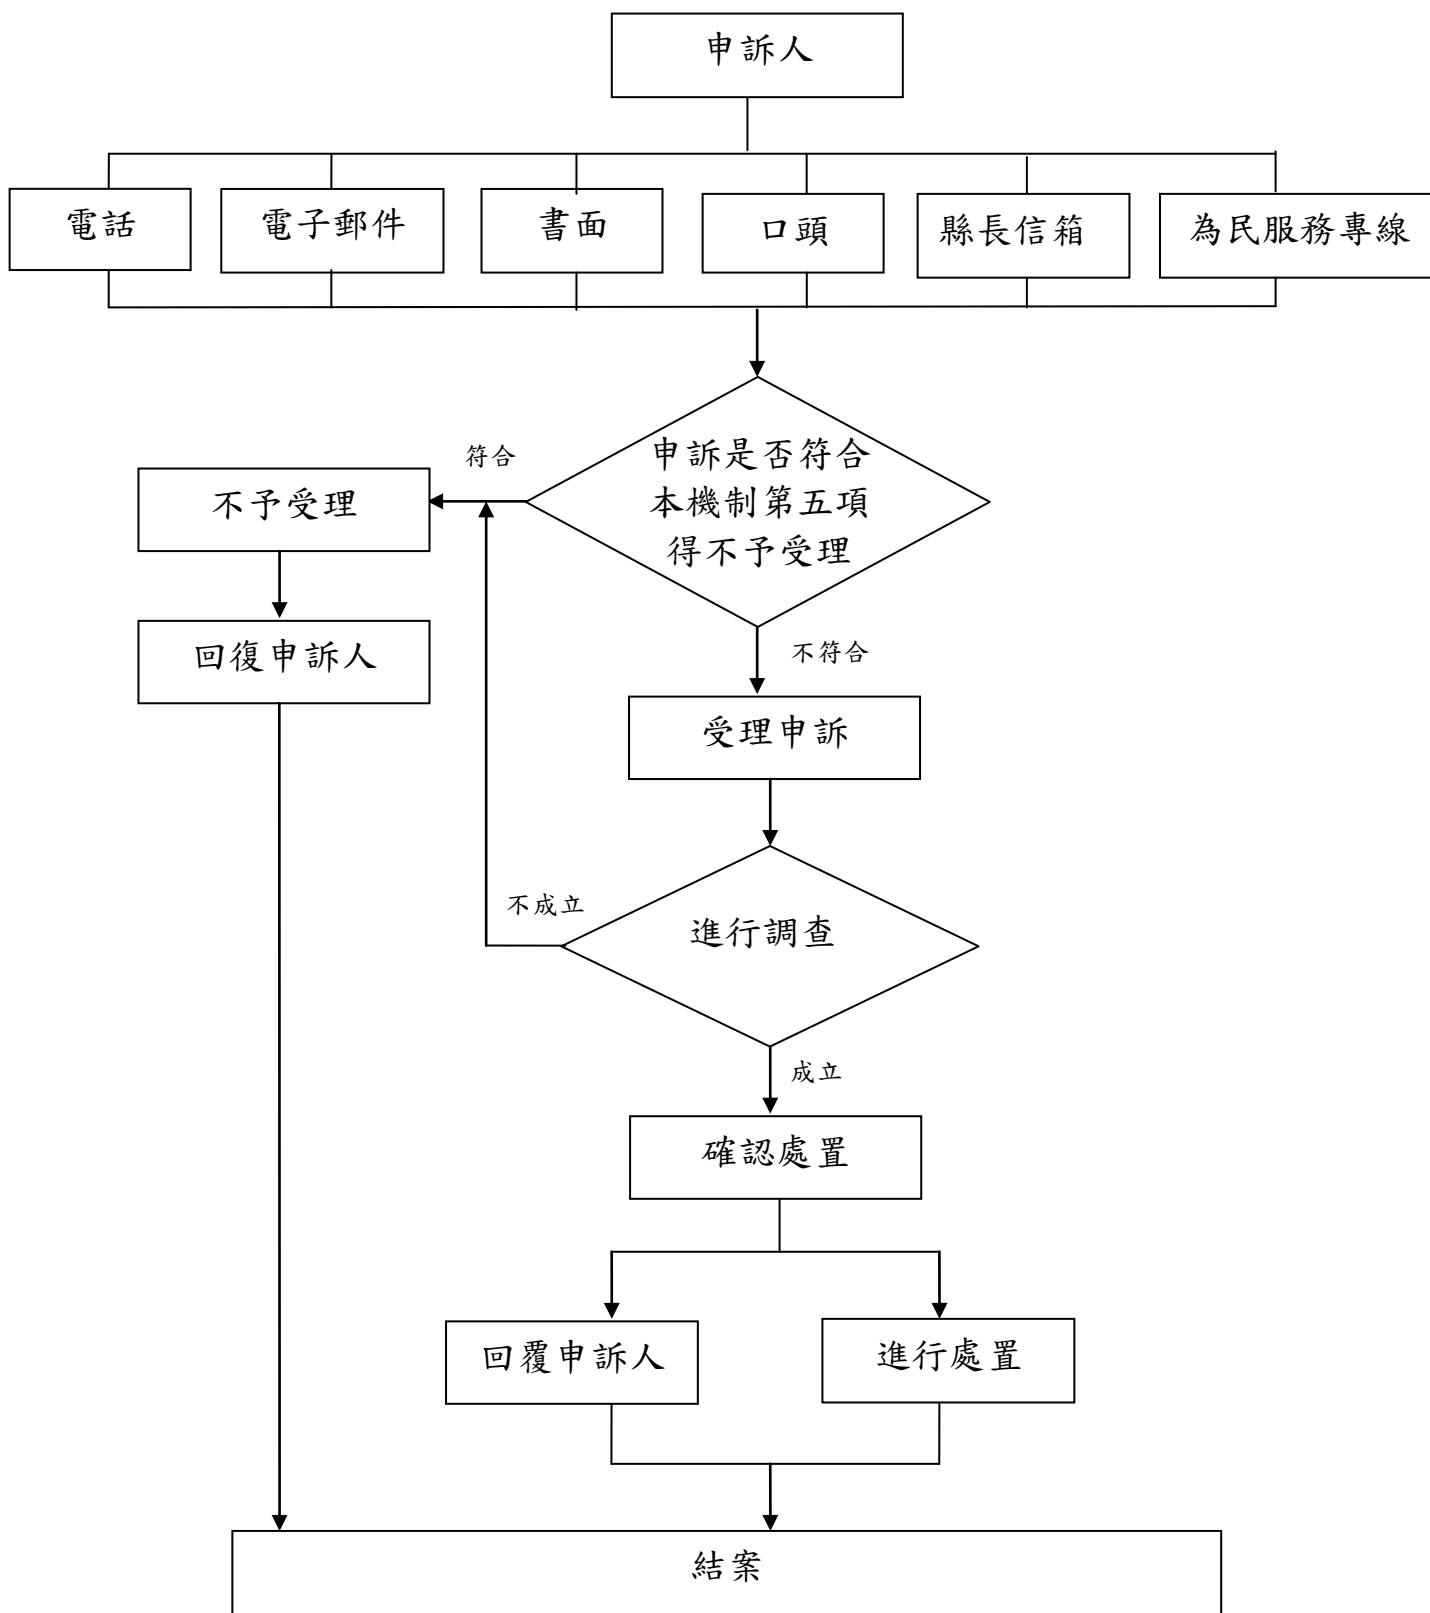 申訴人
電話
電子郵件
書面
口頭
縣長信箱
為民服務專線
符合
申訴是否符合
本機制第五項
得不予受理
不予受理
回復申訴人
不符合
受理申訴
不成立
進行調查
成立
確認處置
回覆申訴人
進行處置
結案